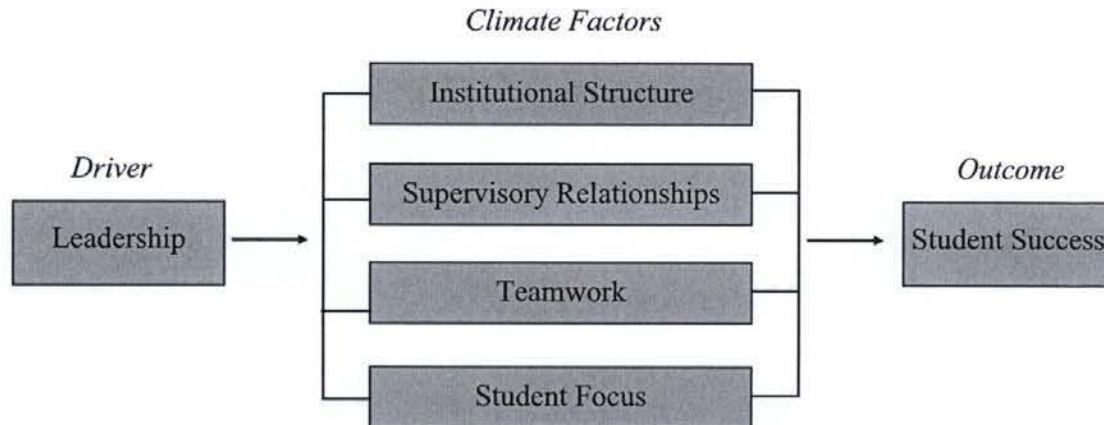 Climate Factors
Institutional Structure
Driver
Supervisory Relationships
Outcome
Leadership
Student Success
Teamwork
Student Focus